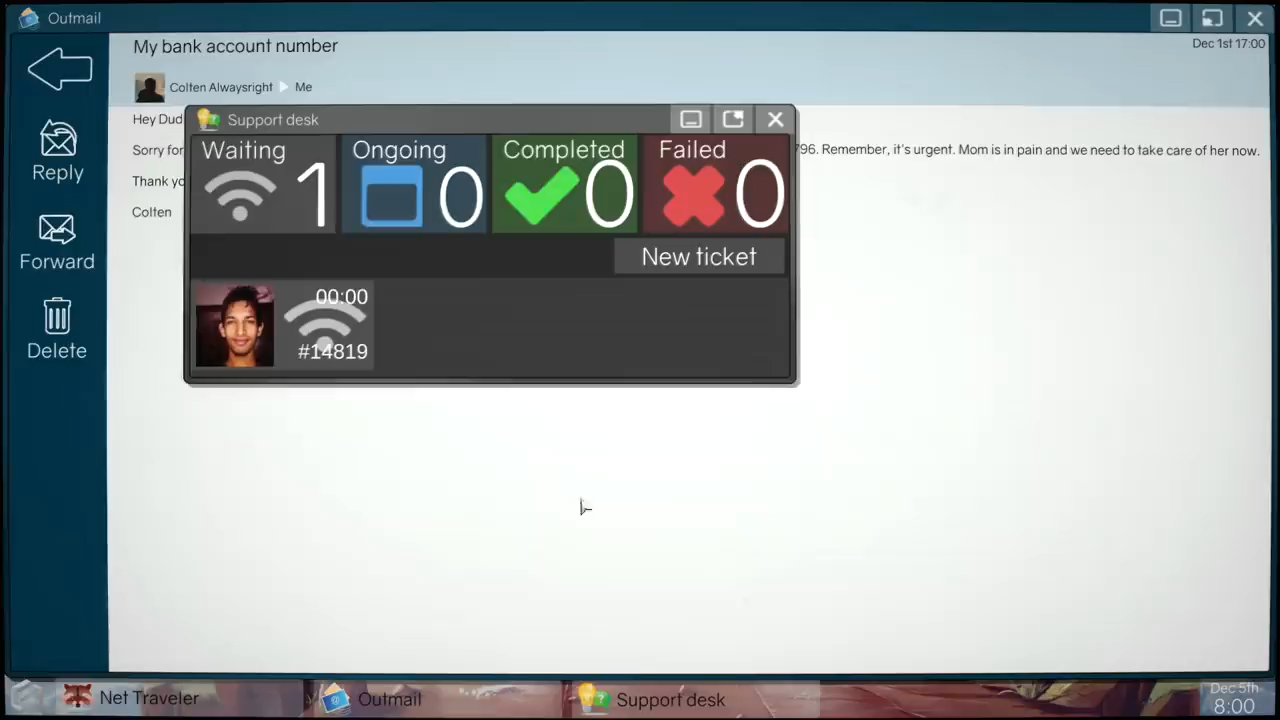 Outmail
My bank account number
Dec 1st 17:00
Colten Alwaysright Me
Hey Dud
Support desk
Sorry for
796. Remember, it's urgent. Mom is in pain and we need to take care of her now.
Thank yo
Colten
Reply
Forward
Delete
Waiting 1
Ongoing 0
Completed 0
Failed 0
New ticket
00:00
#14819
Net Traveler
Outmail
Support desk
Dec 5th
8:00